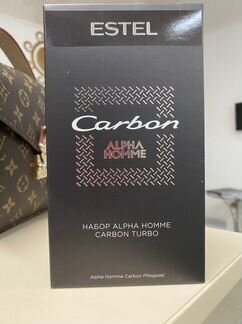 ESTEL
Carbon
ALPHA
HOMME
НАБОР ALPHA HOMME
CARBON TURBO
Alpha Homme Carbon Pflegeset